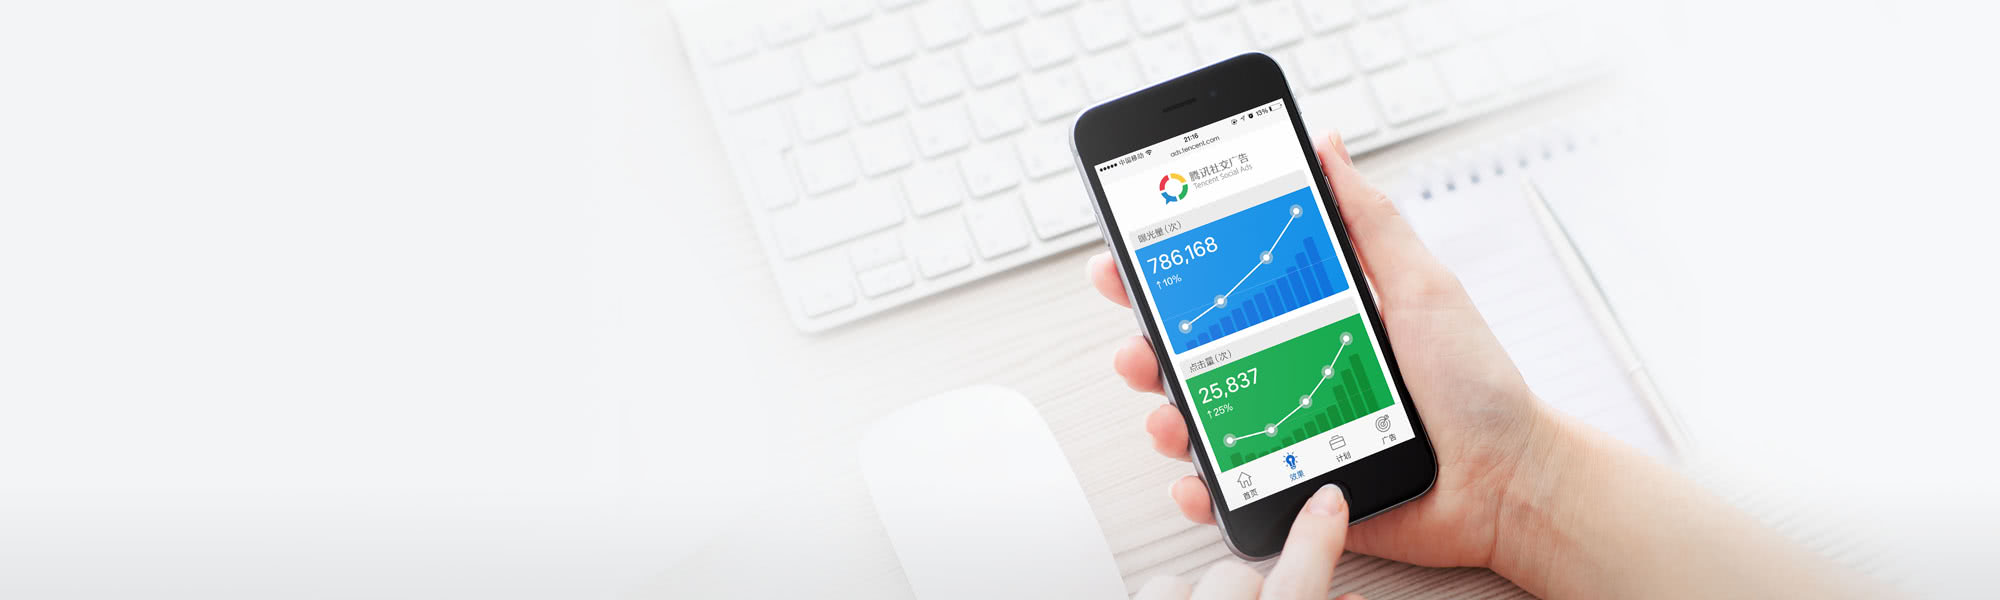 中国移动 21:16 13%
ads.tencent.com
腾讯社交广告
Tencent Social Ads
曝光量(次)
786,168
↑10%
点击量(次)
25,837
↑25%
首页 效果 计划 广告